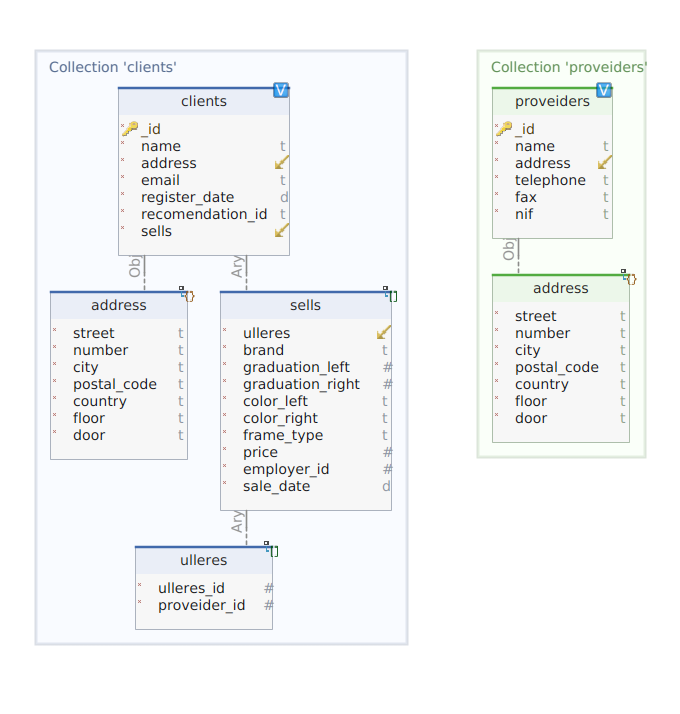 Collection 'clients'
clients
V
_id
name t
address
email t
register_date d
recomendation_id t
sells
Obj
Ary
address
{}
street t
number t
city t
postal_code t
country t
floor t
door t
sells
[]
ulleres
brand t
graduation_left #
graduation_right #
color_left t
color_right t
frame_type t
price #
employer_id #
sale_date d
Ary
ulleres
[]
ulleres_id #
proveider_id #
Collection 'proveiders'
proveiders
V
_id
name t
address
telephone t
fax t
nif t
Obj
address
{}
street t
number t
city t
postal_code t
country t
floor t
door t